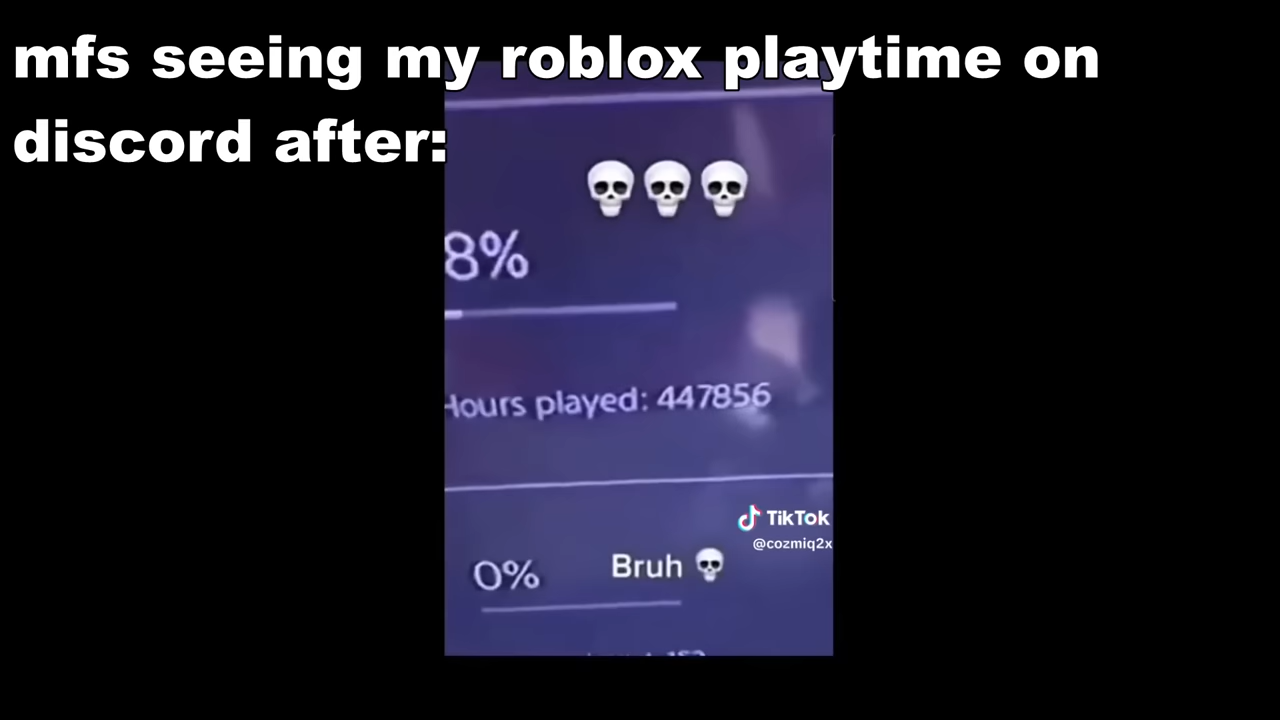 mfs seeing my roblox playtime on
discord after:
💀💀💀
8%
Hours played: 447856
TikTok
@cozmiq2x
0%
Bruh 💀